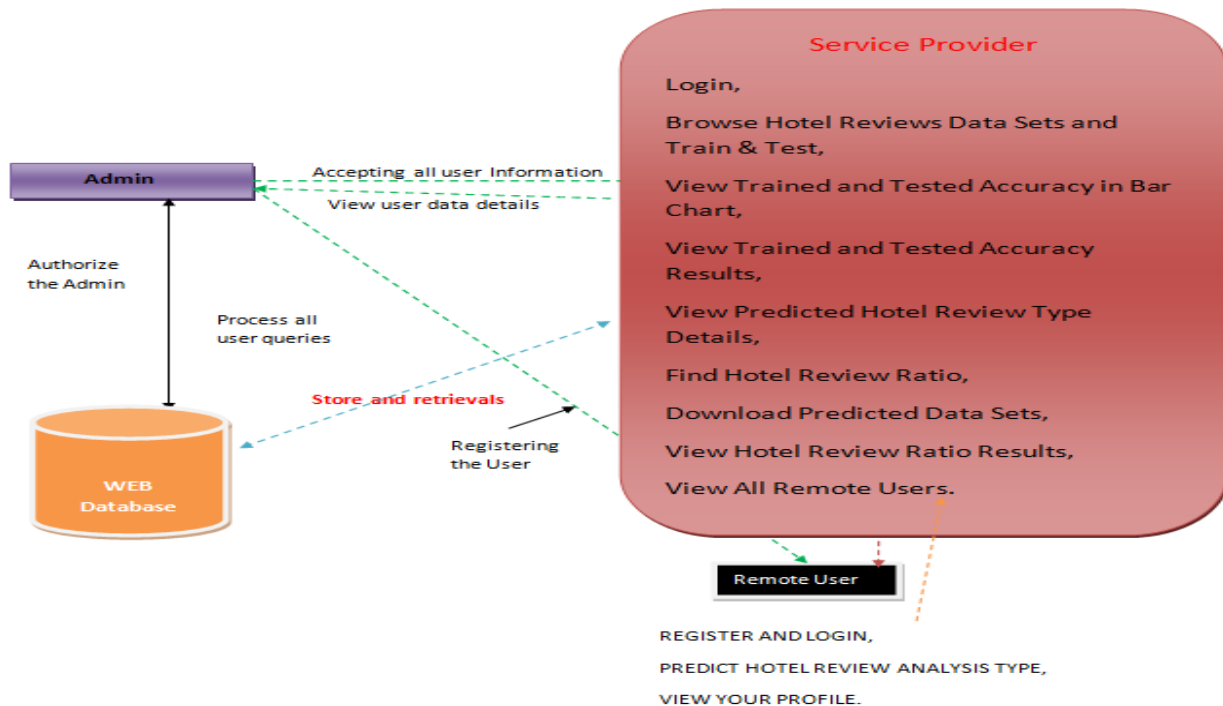 Service Provider
Login,
Browse Hotel Reviews Data Sets and
Train & Test,
View Trained and Tested Accuracy in Bar
Chart,
View Trained and Tested Accuracy
Results,
View Predicted Hotel Review Type
Details,
Find Hotel Review Ratio,
Download Predicted Data Sets,
View Hotel Review Ratio Results,
View All Remote Users.
Admin
Accepting all user Information
View user data details
Authorize
the Admin
Process all
user queries
Store and retrievals
Registering
the User
WEB
Database
Remote User
REGISTER AND LOGIN,
PREDICT HOTEL REVIEW ANALYSIS TYPE,
VIEW YOUR PROFILE.